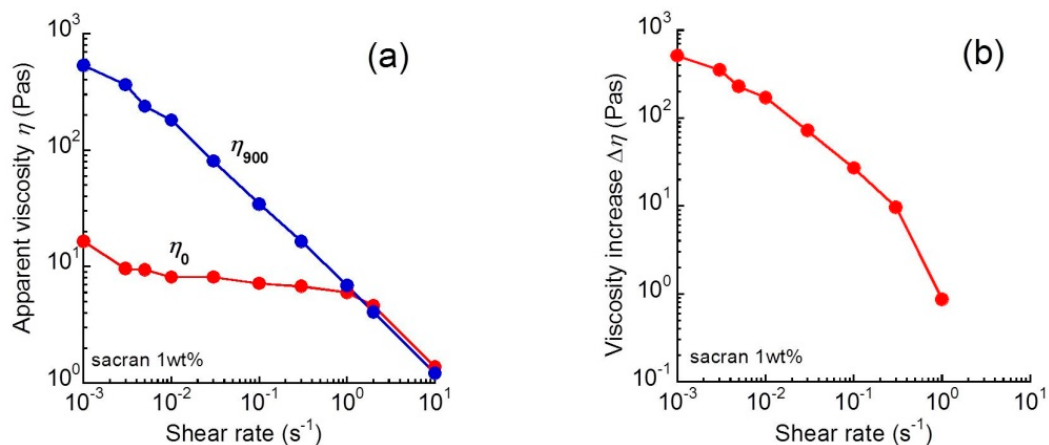 (a)
Apparent viscosity η (Pas)
10³
10²
10¹
10⁰
η₉₀₀
η₀
sacran 1wt%
10⁻³ 10⁻² 10⁻¹ 10⁰ 10¹
Shear rate (s⁻¹)
(b)
Viscosity increase Δη (Pas)
10³
10²
10¹
10⁰
10⁻¹
sacran 1wt%
10⁻³ 10⁻² 10⁻¹ 10⁰ 10¹
Shear rate (s⁻¹)